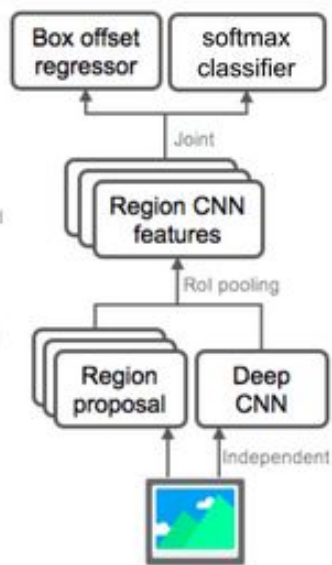 Box offset
regressor
softmax
classifier
Joint
Region CNN
features
RoI pooling
Region
proposal
Deep
CNN
Independent